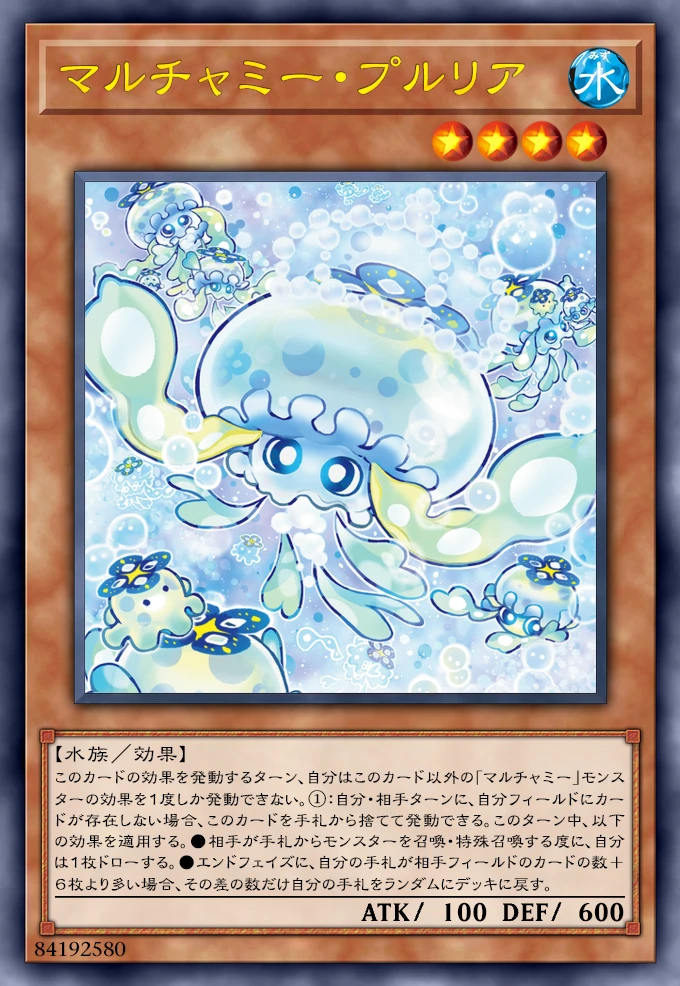 マルチャミー・プルリア
みず
水
【水族/効果】
このカードの効果を発動するターン、自分はこのカード以外の「マルチャミー」モンス
ターの効果を1度しか発動できない。①:自分・相手ターンに、自分フィールドにカー
ドが存在しない場合、このカードを手札から捨てて発動できる。このターン中、以下
の効果を適用する。●相手が手札からモンスターを召喚・特殊召喚する度に、自分
は1枚ドローする。●エンドフェイズに、自分の手札が相手フィールドのカードの数+
6枚より多い場合、その差の数だけ自分の手札をランダムにデッキに戻す。
ATK/ 100 DEF/ 600
84192580